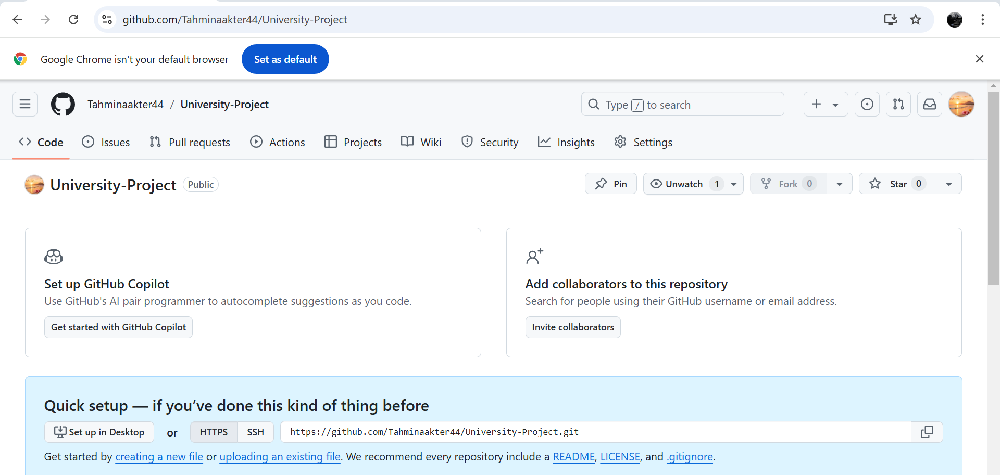 github.com/Tahminaakter44/University-Project
Google Chrome isn't your default browser Set as default
Tahminaakter44 / University-Project Type / to search
Code Issues Pull requests Actions Projects Wiki Security Insights Settings
University-Project Public Pin Unwatch 1 Fork 0 Star 0
Set up GitHub Copilot
Use GitHub's AI pair programmer to autocomplete suggestions as you code.
Get started with GitHub Copilot
Add collaborators to this repository
Search for people using their GitHub username or email address.
Invite collaborators
Quick setup — if you’ve done this kind of thing before
Set up in Desktop or HTTPS SSH https://github.com/Tahminaakter44/University-Project.git
Get started by creating a new file or uploading an existing file. We recommend every repository include a README, LICENSE, and .gitignore.